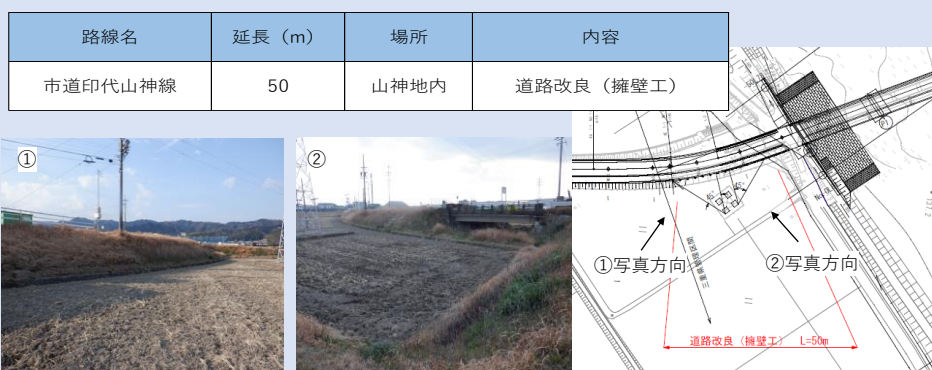 路線名 延長（m） 場所 内容
市道印代山神線 50 山神地内 道路改良（擁壁工）
①
②
①写真方向
②写真方向
道路改良（擁壁工） L=50m